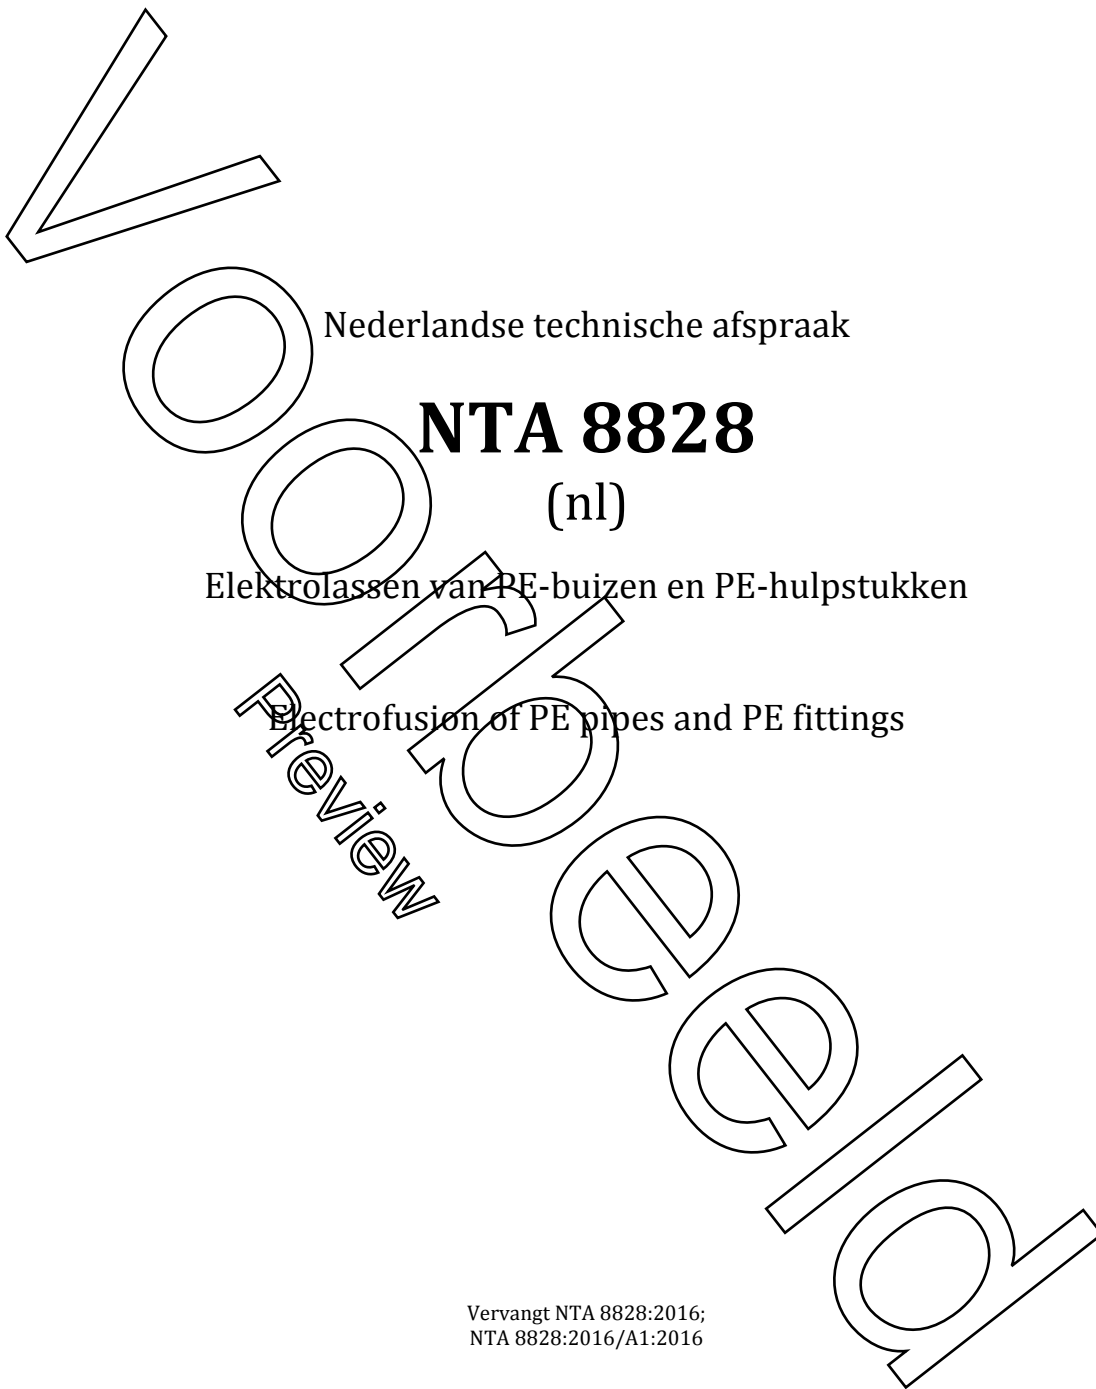 Nederlandse technische afspraak
NTA 8828
(nl)
Elektrolassen van PE-buizen en PE-hulpstukken
Electrofusion of PE pipes and PE fittings
Voorbeeld
Preview
Vervangt NTA 8828:2016;
NTA 8828:2016/A1:2016